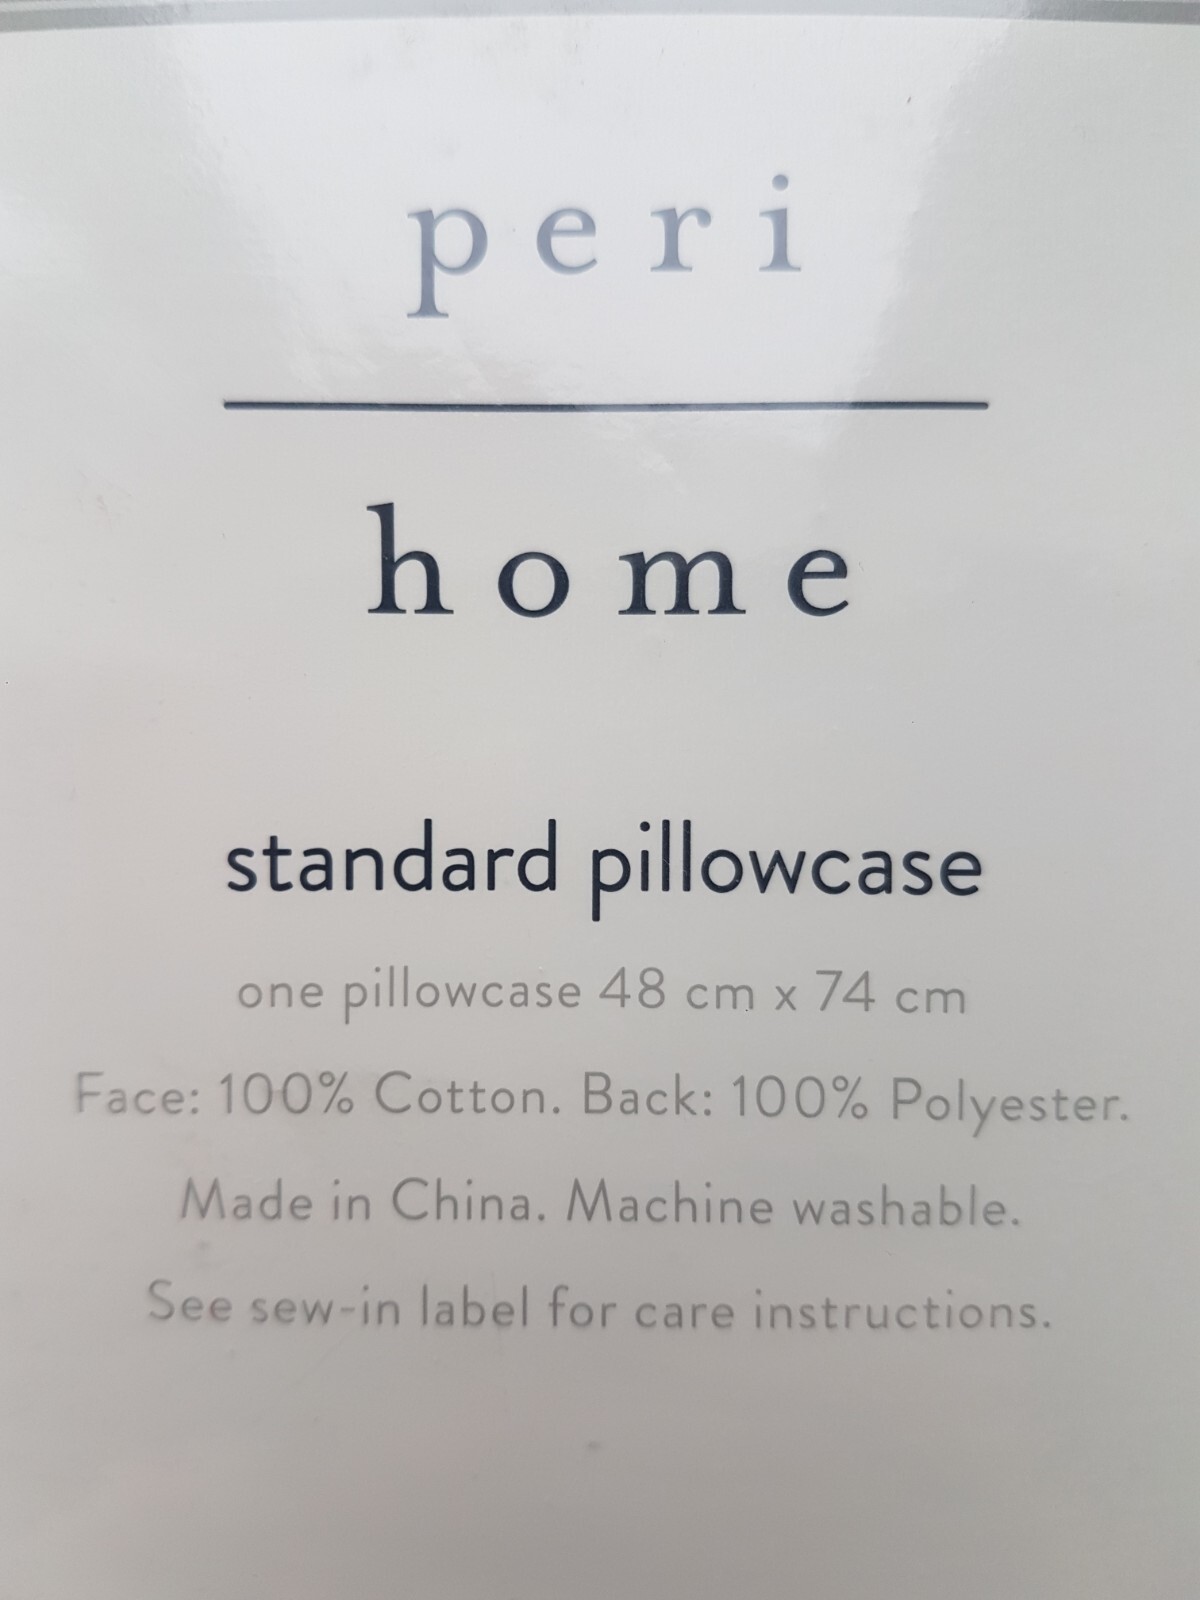 peri
home
standard pillowcase
one pillowcase 48 cm x 74 cm
Face: 100% Cotton. Back: 100% Polyester.
Made in China. Machine washable.
See sew-in label for care instructions.